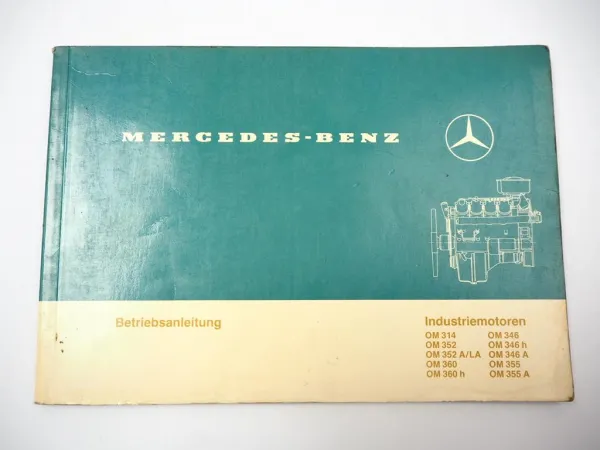 MERCEDES-BENZ
Betriebsanleitung
Industriemotoren
OM 314 OM 346
OM 352 OM 346 h
OM 352 A/LA OM 346 A
OM 360 OM 355
OM 360 h OM 355 A